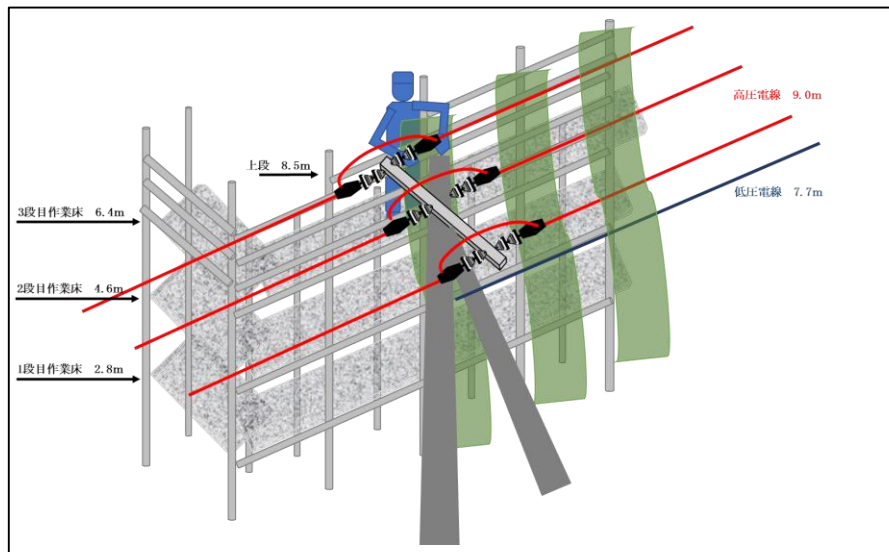 高圧電線　9.0m
上段　8.5m
低圧電線　7.7m
3段目作業床　6.4m
2段目作業床　4.6m
1段目作業床　2.8m